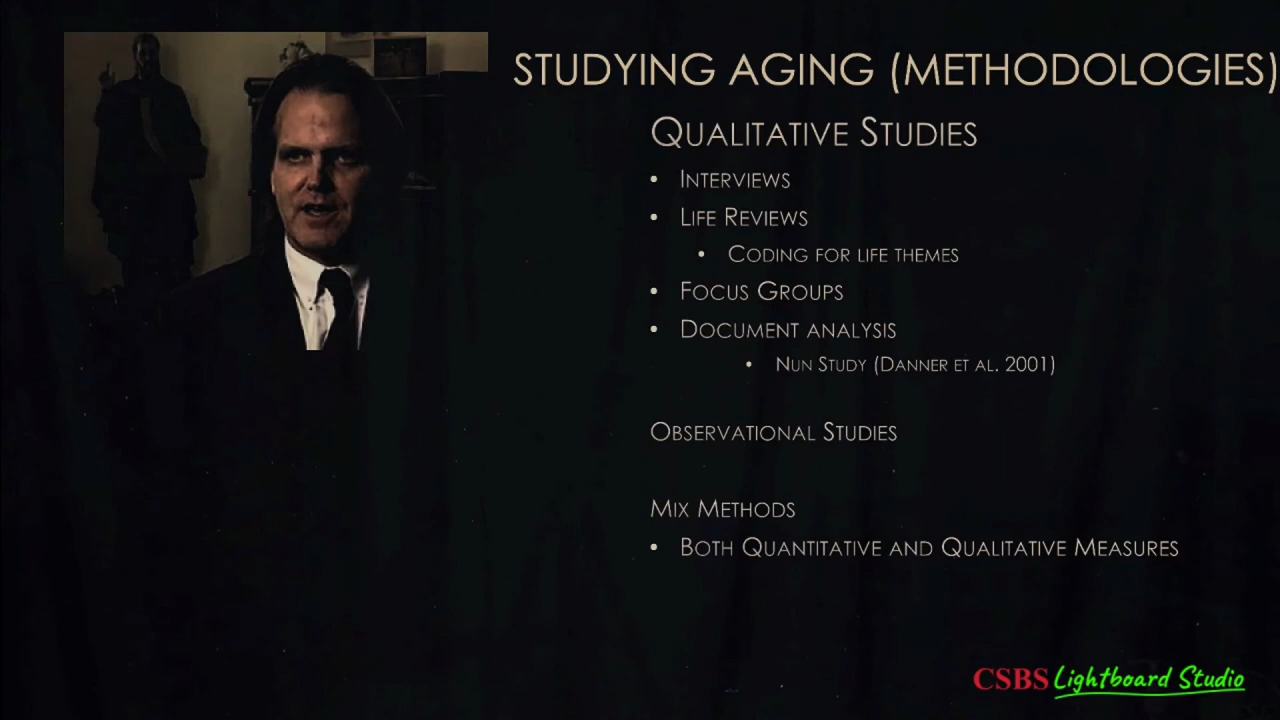 STUDYING AGING (METHODOLOGIES)
QUALITATIVE STUDIES
• INTERVIEWS
• LIFE REVIEWS
• CODING FOR LIFE THEMES
• FOCUS GROUPS
• DOCUMENT ANALYSIS
• NUN STUDY (DANNER ET AL. 2001)
OBSERVATIONAL STUDIES
MIX METHODS
• BOTH QUANTITATIVE AND QUALITATIVE MEASURES
CSBS Lightboard Studio